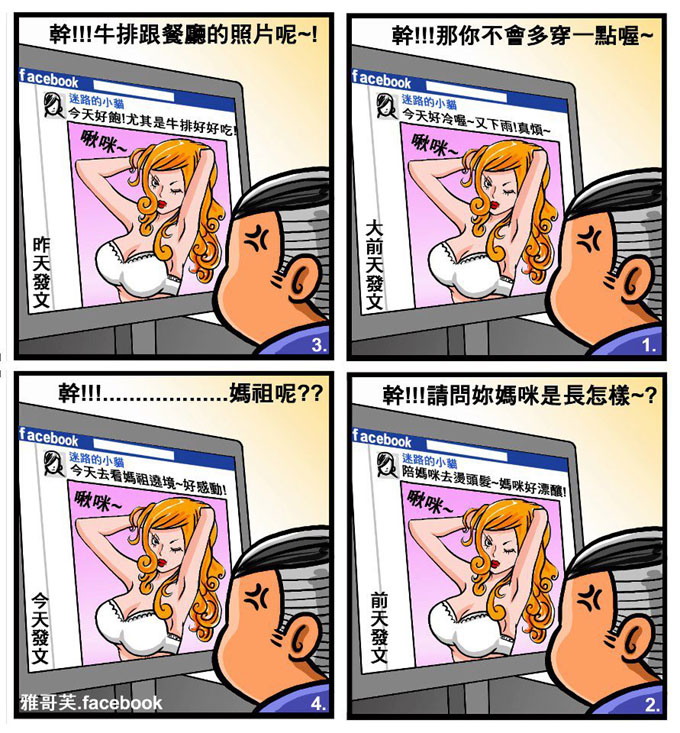 幹!!!那你不會多穿一點喔~
facebook
迷路的小貓
今天好冷喔~又下雨!真煩~
啾咪~
大前天發文
1.
幹!!!請問妳媽咪是長怎樣~?
facebook
迷路的小貓
陪媽咪去燙頭髮~媽咪好漂釀!
啾咪~
前天發文
2.
幹!!!牛排跟餐廳的照片呢~!
facebook
迷路的小貓
今天好飽!尤其是牛排好好吃!
啾咪~
昨天發文
3.
幹!!!....................媽祖呢??
facebook
迷路的小貓
今天去看媽祖遶境~好感動!
啾咪~
今天發文
雅哥芙.facebook
4.